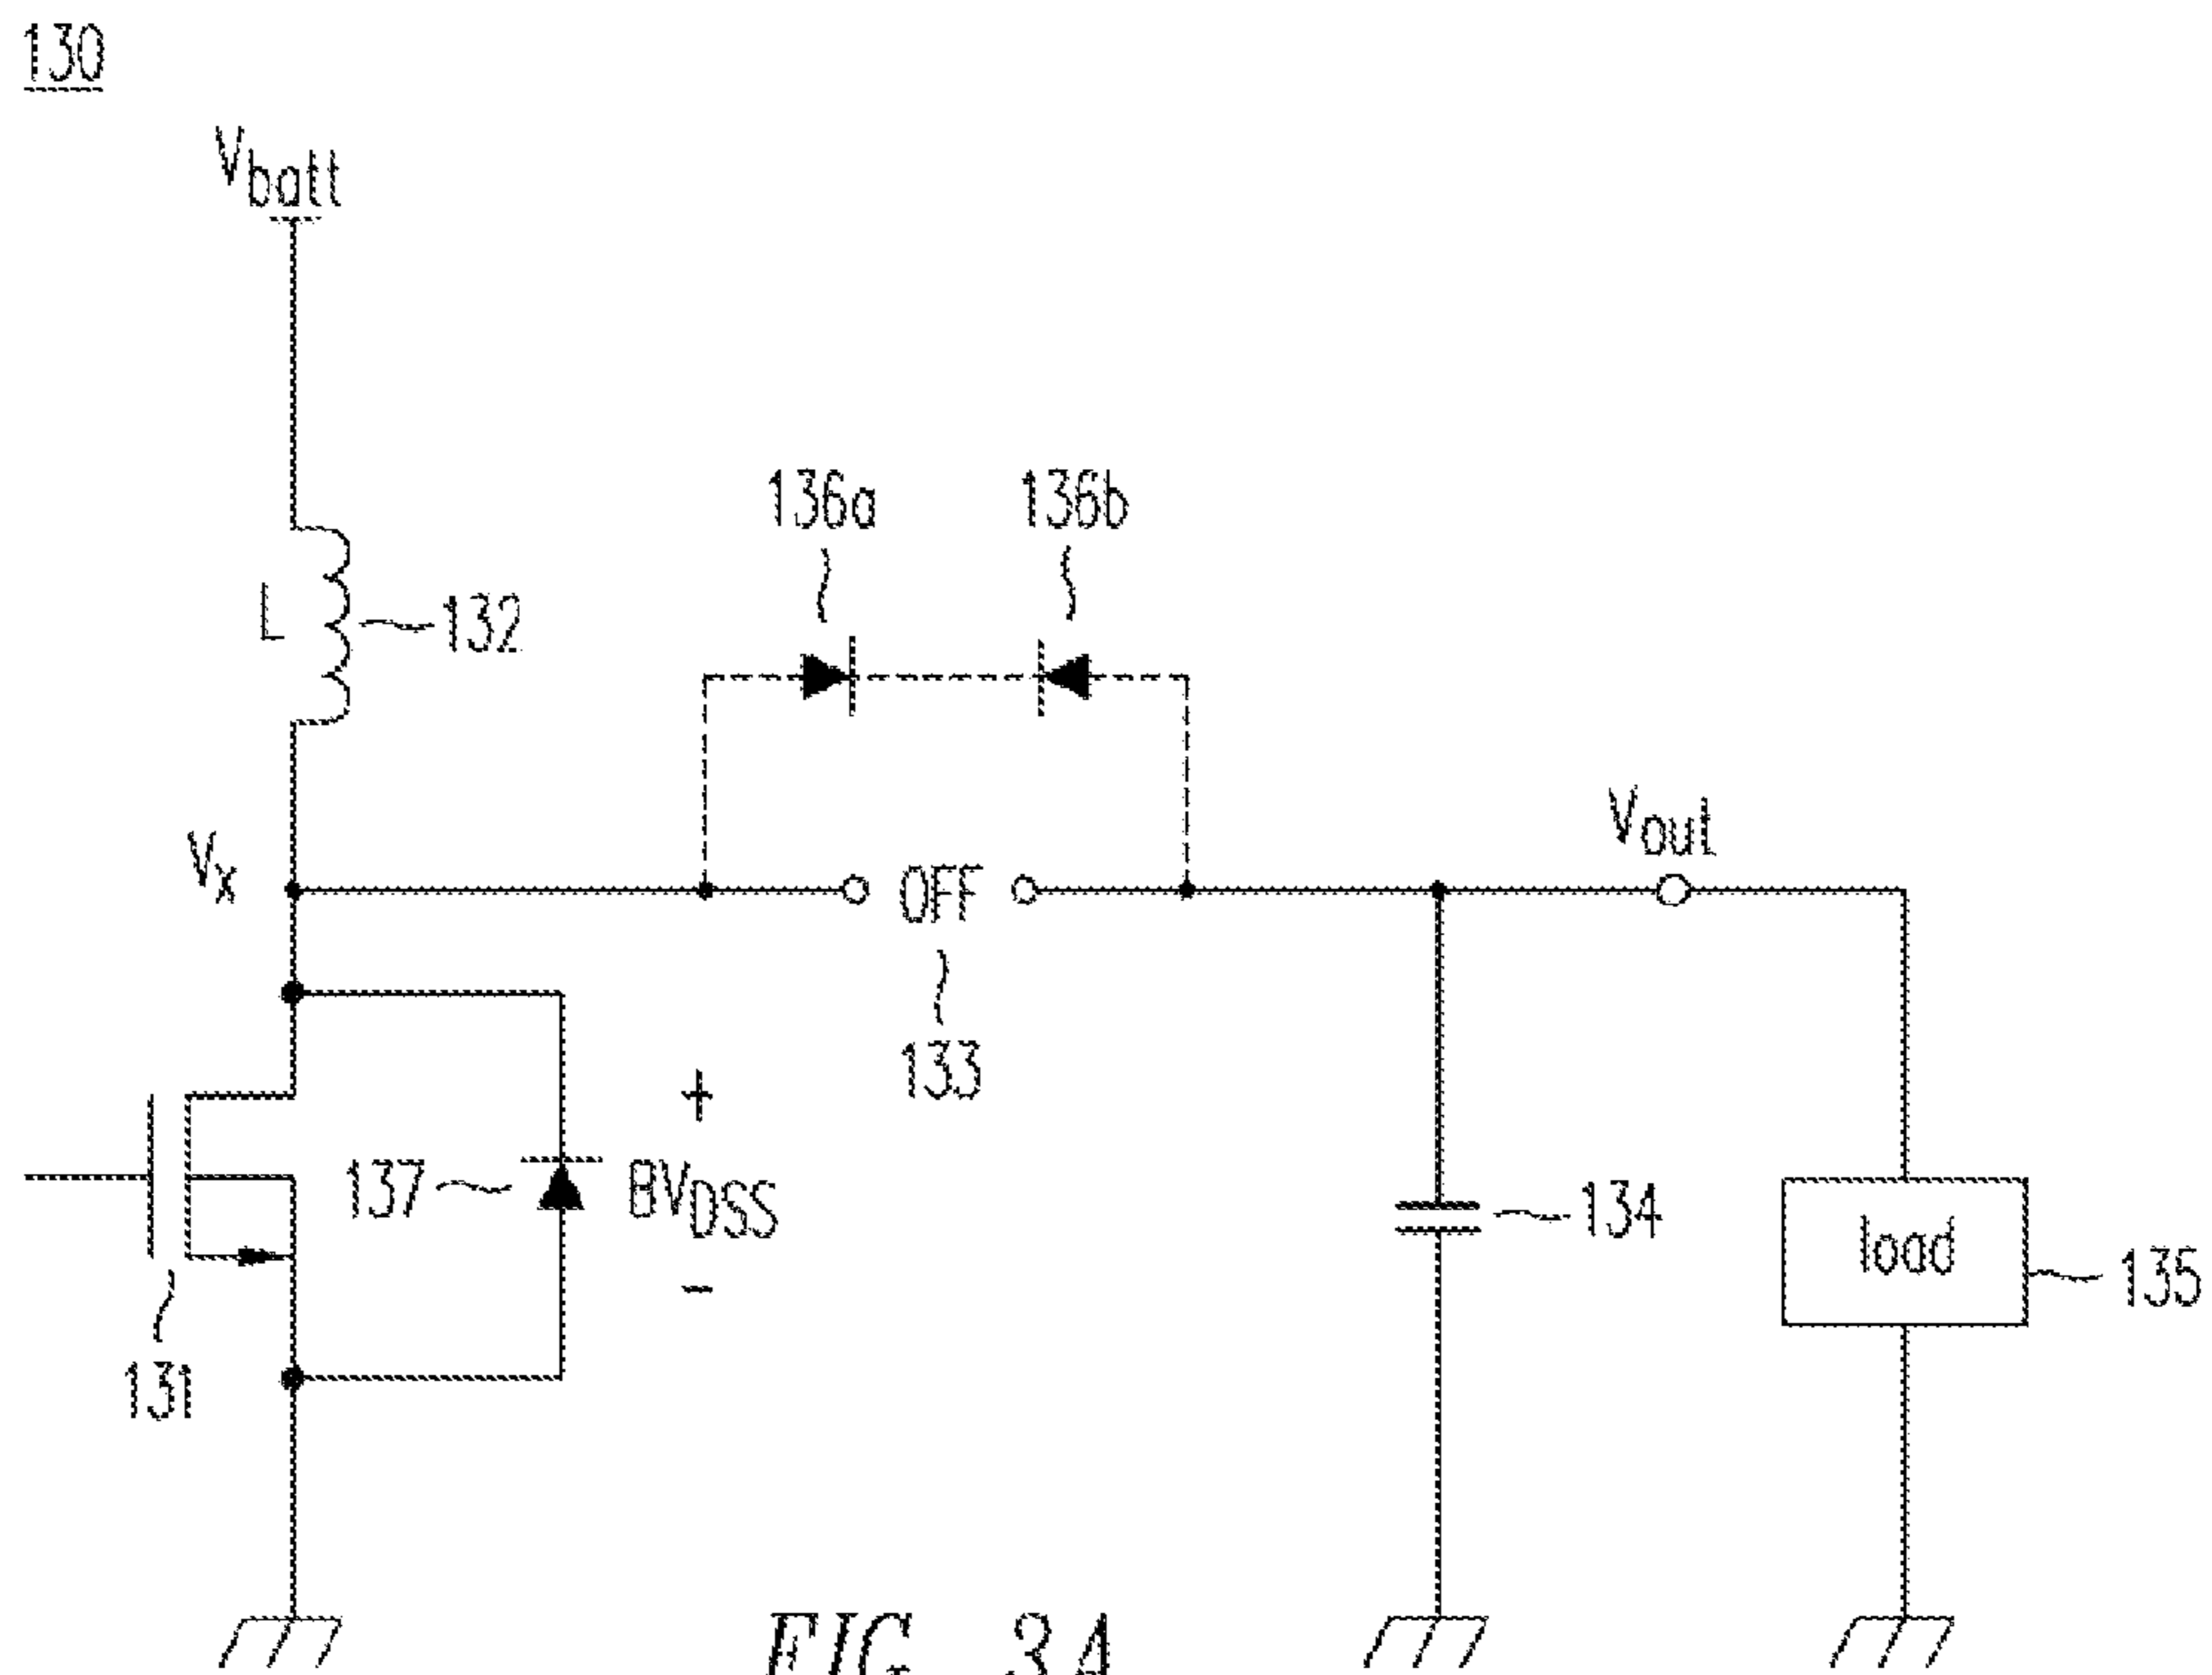 130
Vbatt
136a 136b
L 132
Vx
OFF
Vout
133
+
137 BVDSS
-
134
load
135
131
FIG. 3A